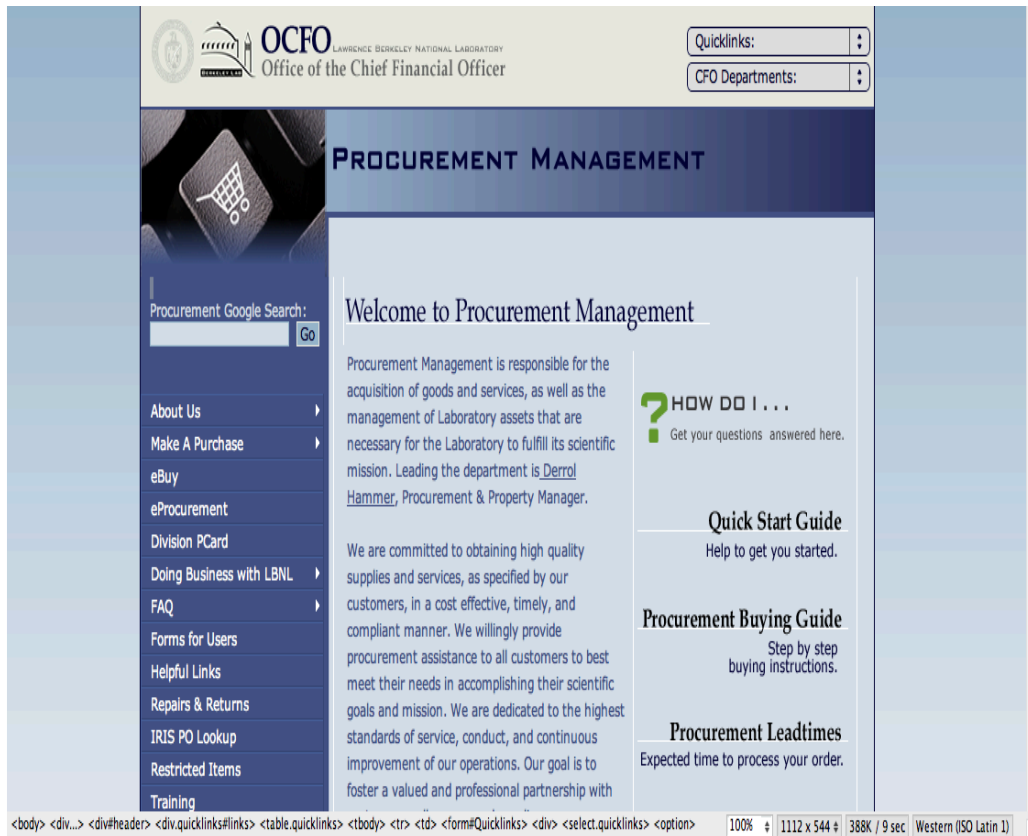 OCFO LAWRENCE BERKELEY NATIONAL LABORATORY
Office of the Chief Financial Officer
BERKELEY LAB
Quicklinks:
CFO Departments:
PROCUREMENT MANAGEMENT
Procurement Google Search:
Go
About Us
Make A Purchase
eBuy
eProcurement
Division PCard
Doing Business with LBNL
FAQ
Forms for Users
Helpful Links
Repairs & Returns
IRIS PO Lookup
Restricted Items
Training
Welcome to Procurement Management
Procurement Management is responsible for the
acquisition of goods and services, as well as the
management of Laboratory assets that are
necessary for the Laboratory to fulfill its scientific
mission. Leading the department is Derrol
Hammer, Procurement & Property Manager.
We are committed to obtaining high quality
supplies and services, as specified by our
customers, in a cost effective, timely, and
compliant manner. We willingly provide
procurement assistance to all customers to best
meet their needs in accomplishing their scientific
goals and mission. We are dedicated to the highest
standards of service, conduct, and continuous
improvement of our operations. Our goal is to
foster a valued and professional partnership with
? HOW DO I . . .
Get your questions answered here.
Quick Start Guide
Help to get you started.
Procurement Buying Guide
Step by step
buying instructions.
Procurement Leadtimes
Expected time to process your order.
<body> <div...> <div#header> <div.quicklinks#links> <table.quicklinks> <tbody> <tr> <td> <form#Quicklinks> <div> <select.quicklinks> <option> 100% 1112 x 544 388K / 9 sec Western (ISO Latin 1)